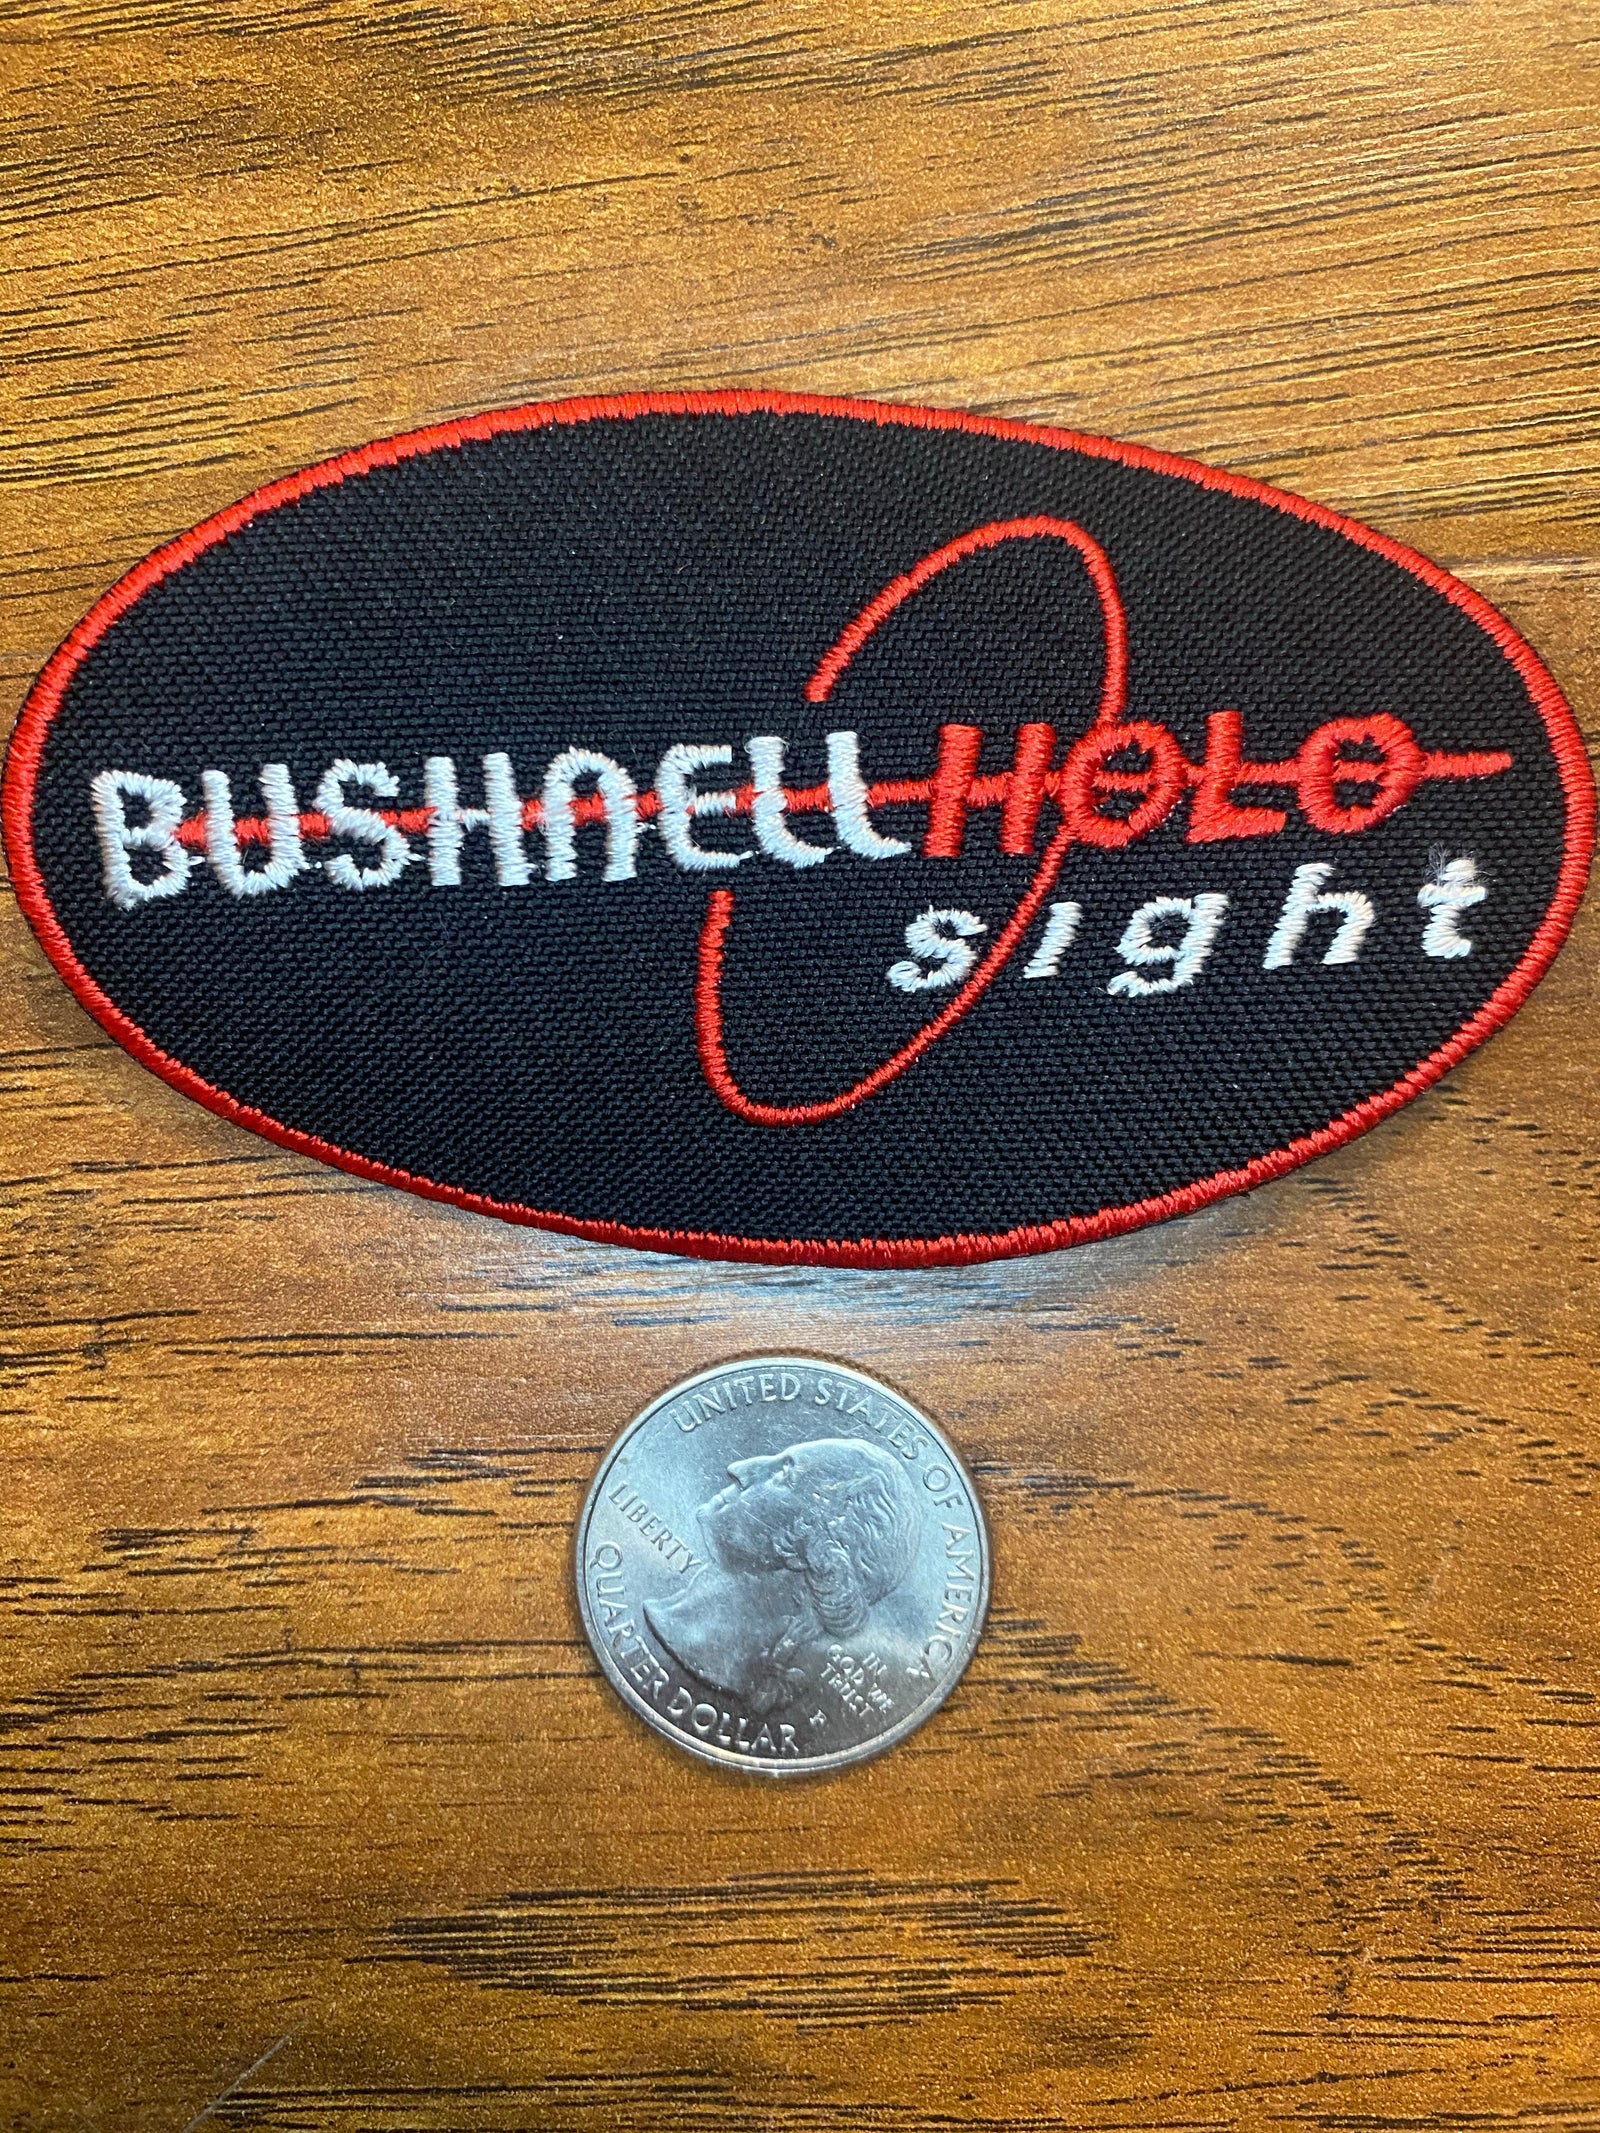 BUSHNELL HOLO
sight
UNITED STATES OF AMERICA
LIBERTY
IN
GOD WE
TRUST
QUARTER DOLLAR